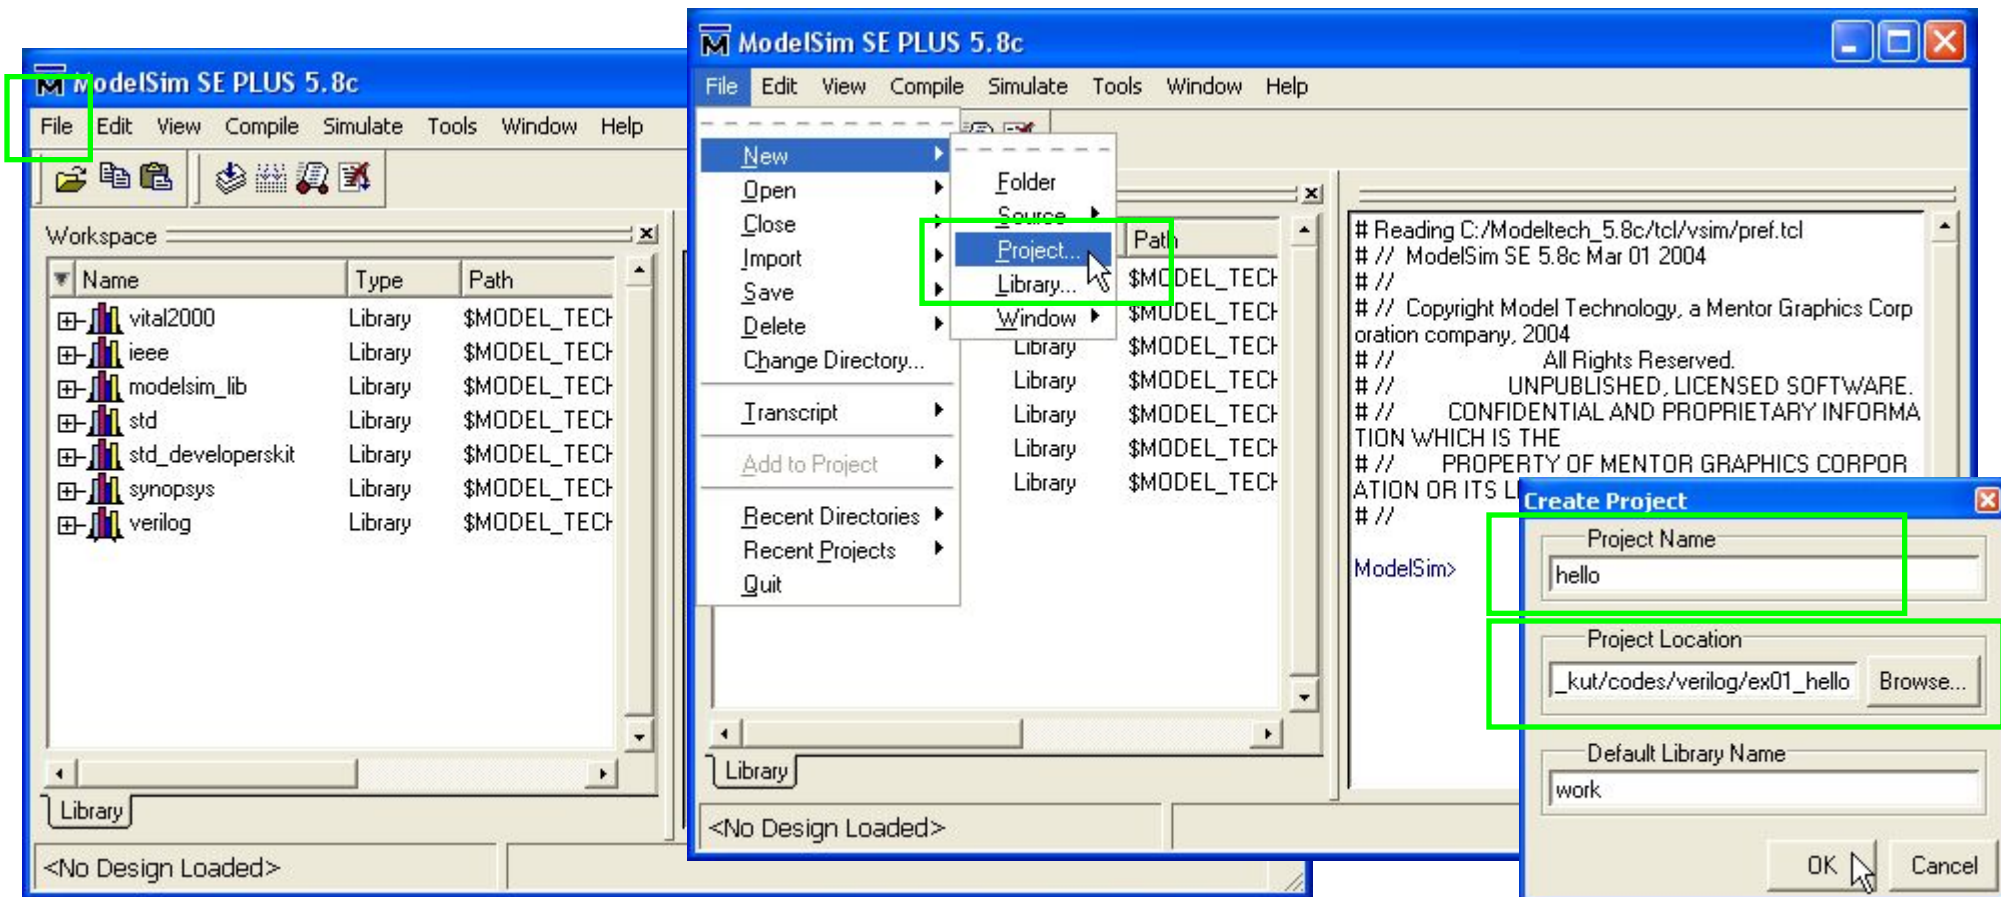 ModelSim SE PLUS 5.8c
File Edit View Compile Simulate Tools Window Help
Workspace
Name Type Path
vital2000 Library $MODEL_TECH
ieee Library $MODEL_TECH
modelsim_lib Library $MODEL_TECH
std Library $MODEL_TECH
std_developerskit Library $MODEL_TECH
synopsys Library $MODEL_TECH
verilog Library $MODEL_TECH
Library
<No Design Loaded>
ModelSim SE PLUS 5.8c
File Edit View Compile Simulate Tools Window Help
New
Open
Close
Import
Save
Delete
Change Directory...
Transcript
Add to Project
Recent Directories
Recent Projects
Quit
Folder
Source
Project...
Library...
Window
Path
$MODEL_TECH
$MODEL_TECH
Library $MODEL_TECH
Library $MODEL_TECH
Library $MODEL_TECH
Library $MODEL_TECH
Library $MODEL_TECH
Library
<No Design Loaded>
# Reading C:/Modeltech_5.8c/tcl/vsim/pref.tcl
# // ModelSim SE 5.8c Mar 01 2004
# //
# // Copyright Model Technology, a Mentor Graphics Corp
oration company, 2004
# // All Rights Reserved.
# // UNPUBLISHED, LICENSED SOFTWARE.
# // CONFIDENTIAL AND PROPRIETARY INFORMA
TION WHICH IS THE
# // PROPERTY OF MENTOR GRAPHICS CORPOR
ATION OR ITS
# //
ModelSim>
Create Project
Project Name
hello
Project Location
_kut/codes/verilog/ex01_hello Browse...
Default Library Name
work
OK Cancel